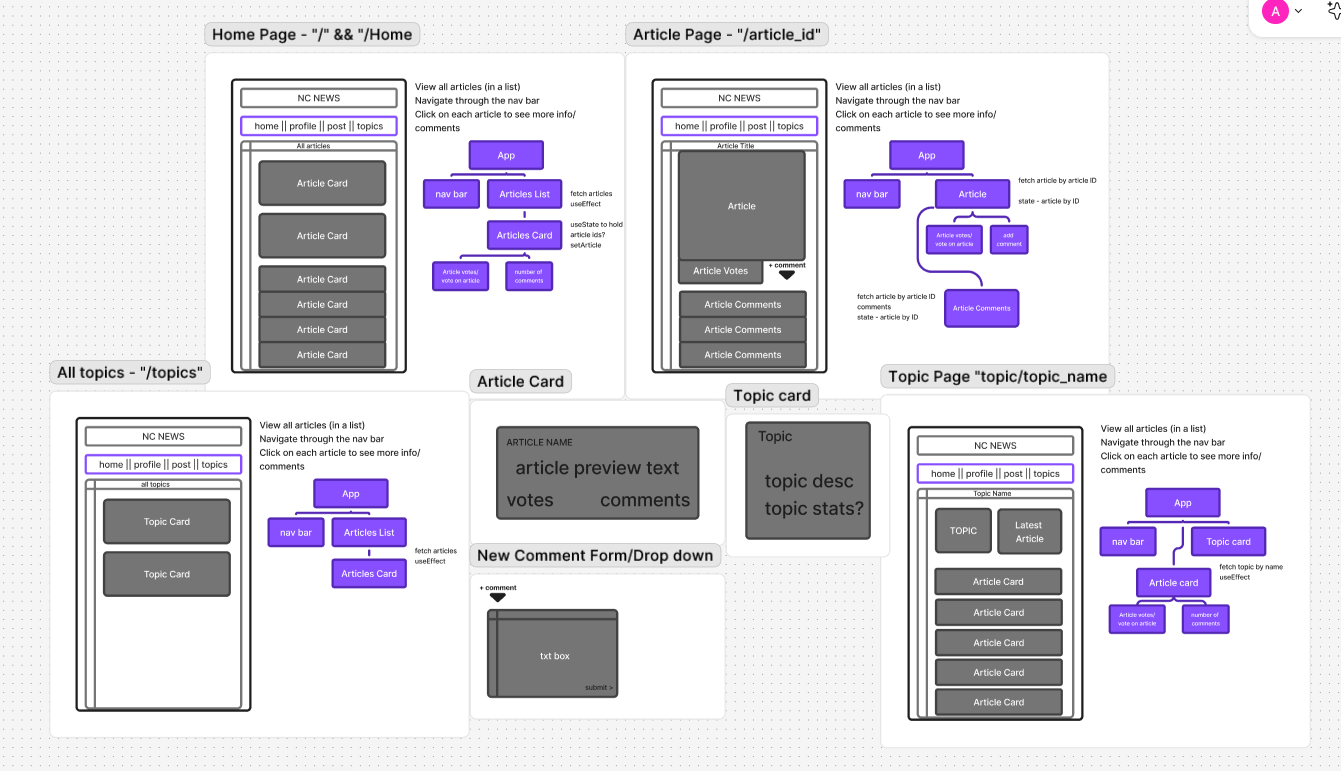 A
Home Page - "/" && "/Home
NC NEWS
home || profile || post || topics
All articles
Article Card
Article Card
Article Card
Article Card
Article Card
Article Card
View all articles (in a list)
Navigate through the nav bar
Click on each article to see more info/
comments
App
nav bar
Articles List
fetch articles
useEffect
Articles Card
useState to hold
article ids?
setArticle
Article votes/
vote on article
number of
comments
Article Page - "/article_id"
NC NEWS
home || profile || post || topics
Article Title
Article
Article Votes
+ comment
Article Comments
Article Comments
Article Comments
View all articles (in a list)
Navigate through the nav bar
Click on each article to see more info/
comments
App
nav bar
Article
fetch article by article ID
state - article by ID
Article votes/
vote on article
add
comment
fetch article by article ID
comments
state - article by ID
Article Comments
All topics - "/topics"
NC NEWS
home || profile || post || topics
all topics
Topic Card
Topic Card
View all articles (in a list)
Navigate through the nav bar
Click on each article to see more info/
comments
App
nav bar
Articles List
fetch articles
useEffect
Articles Card
Article Card
ARTICLE NAME
article preview text
votes comments
New Comment Form/Drop down
+ comment
txt box
submit >
Topic card
Topic
topic desc
topic stats?
Topic Page "topic/topic_name
NC NEWS
home || profile || post || topics
Topic Name
TOPIC
Latest
Article
Article Card
Article Card
Article Card
Article Card
Article Card
View all articles (in a list)
Navigate through the nav bar
Click on each article to see more info/
comments
App
nav bar
Topic card
fetch topic by name
useEffect
Article card
Article votes/
vote on article
number of
comments